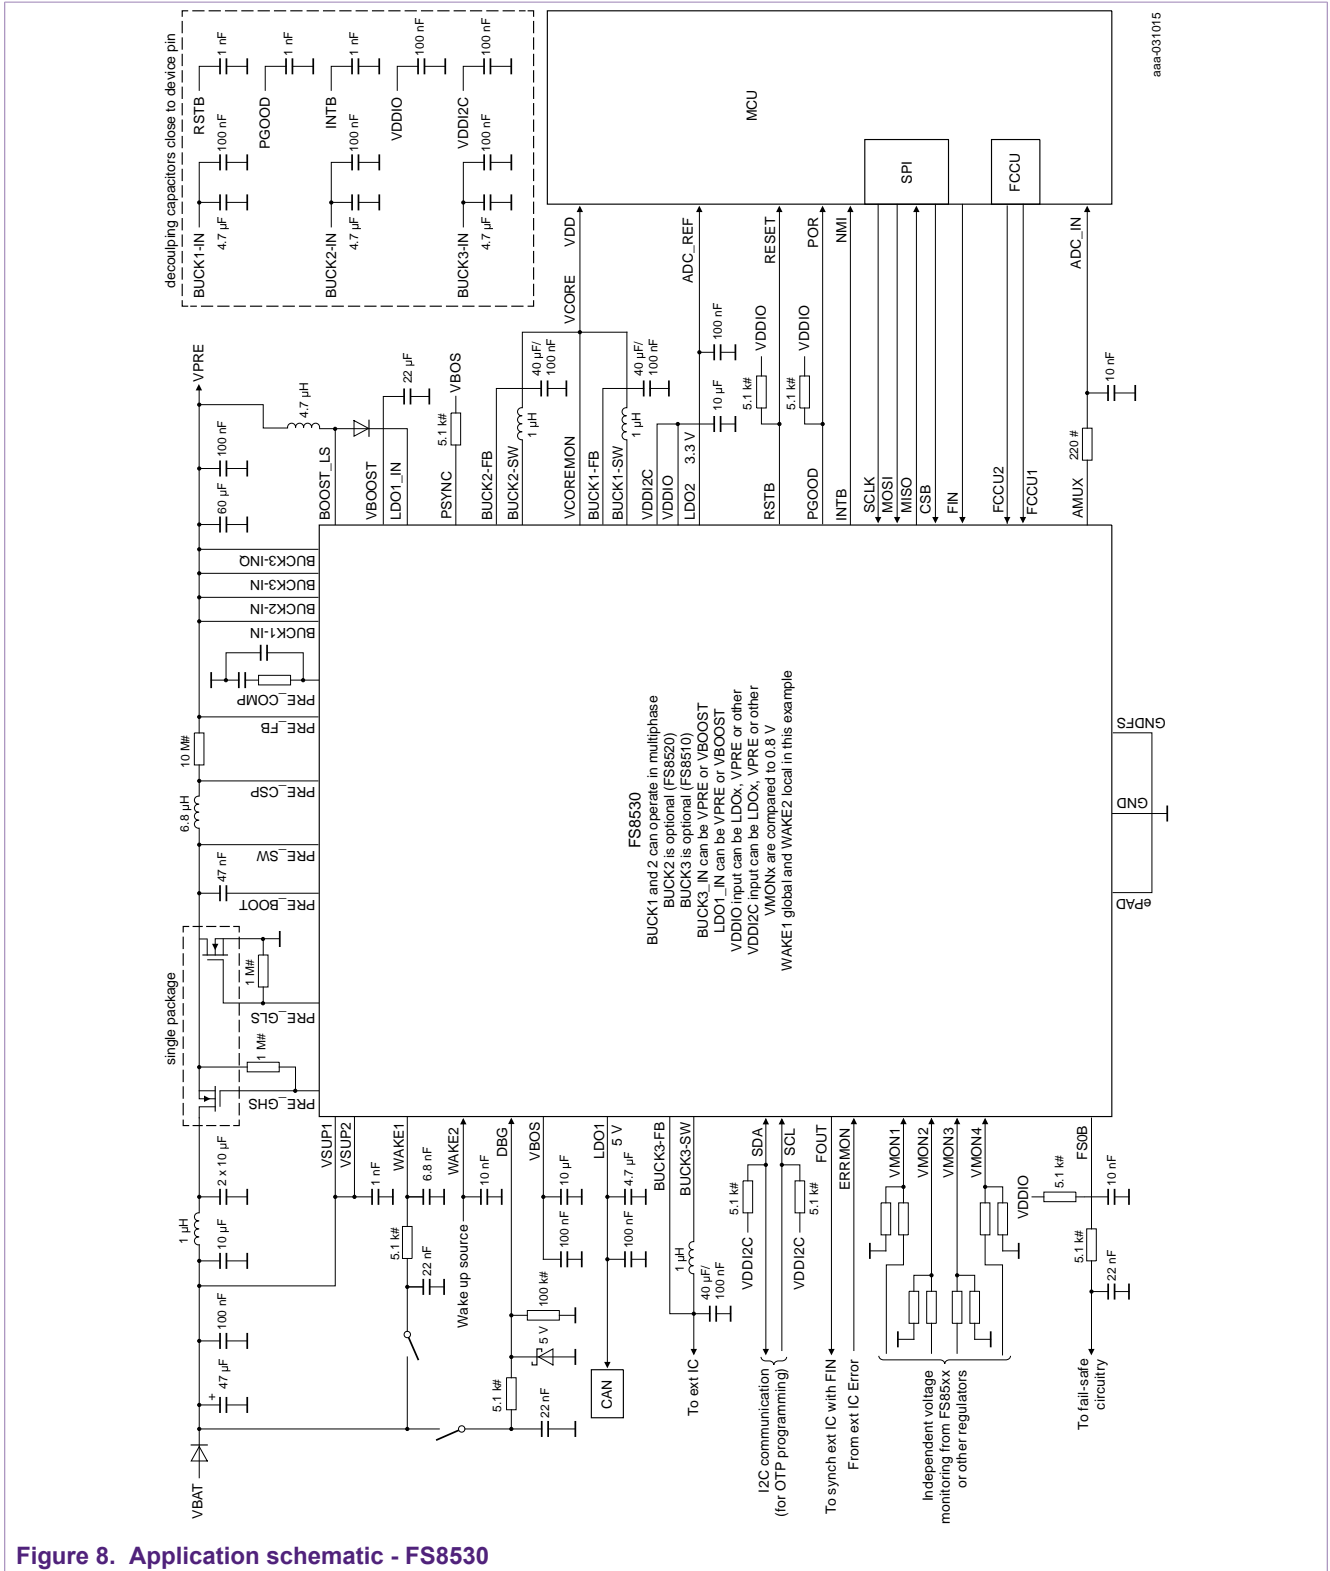 decoupling capacitors close to device pin
RSTB
1 nF
PGOOD
1 nF
INTB
1 nF
VDDIO
100 nF
VDDI2C
100 nF
BUCK1-IN
4.7 µF
100 nF
BUCK2-IN
4.7 µF
100 nF
BUCK3-IN
4.7 µF
100 nF
aaa-031015
MCU
SPI
FCCU
VDD
ADC_REF
RESET
POR
NMI
ADC_IN
VCORE
VPRE
4.7 µH
22 µF
VBOS
5.1 k#
40 µF/
100 nF
1 µH
40 µF/
100 nF
1 µH
100 nF
10 µF
3.3 V
VDDIO
5.1 k#
VDDIO
5.1 k#
10 nF
220 #
100 nF
60 µF
BOOST_LS
VBOOST
LDO1_IN
PSYNC
BUCK2-FB
BUCK2-SW
VCOREMON
BUCK1-FB
BUCK1-SW
VDDI2C
VDDIO
LDO2
RSTB
PGOOD
INTB
SCLK
MOSI
MISO
CSB
FIN
FCCU2
FCCU1
AMUX
BUCK3-INQ
BUCK3-IN
BUCK2-IN
BUCK1-IN
PRE_COMP
PRE_FB
PRE_CSP
PRE_SW
PRE_BOOT
PRE_GLS
PRE_GHS
10 M#
6.8 µH
47 nF
single package
1 M#
1 M#
FS8530
BUCK1 and 2 can operate in multiphase
BUCK2 is optional (FS8520)
BUCK3 is optional (FS8510)
BUCK3_IN can be VPRE or VBOOST
LDO1_IN can be VPRE or VBOOST
VDDIO input can be LDOx, VPRE or other
VDDI2C input can be LDOx, VPRE or other
VMONx are compared to 0.8 V
WAKE1 global and WAKE2 local in this example
GNDFS
GND
ePAD
VSUP1
VSUP2
WAKE1
WAKE2
DBG
VBOS
LDO1
5 V
BUCK3-FB
BUCK3-SW
SDA
SCL
FOUT
ERRMON
VMON1
VMON2
VMON3
VMON4
FS0B
2 x 10 µF
1 µH
10 µF
100 nF
47 µF
+
VBAT
1 nF
6.8 nF
5.1 k#
22 nF
10 nF
Wake up source
100 k#
5 V
5.1 k#
22 nF
10 µF
100 nF
4.7 µF
100 nF
CAN
1 µH
40 µF/
100 nF
To ext IC
5.1 k#
VDDI2C
5.1 k#
VDDI2C
I2C communication
(for OTP programming)
To synch ext IC with FIN
From ext IC Error
Independent voltage
monitoring from FS85xx
or other regulators
VDDIO
5.1 k#
10 nF
5.1 k#
22 nF
To fail-safe
circuitry
Figure 8. Application schematic - FS8530